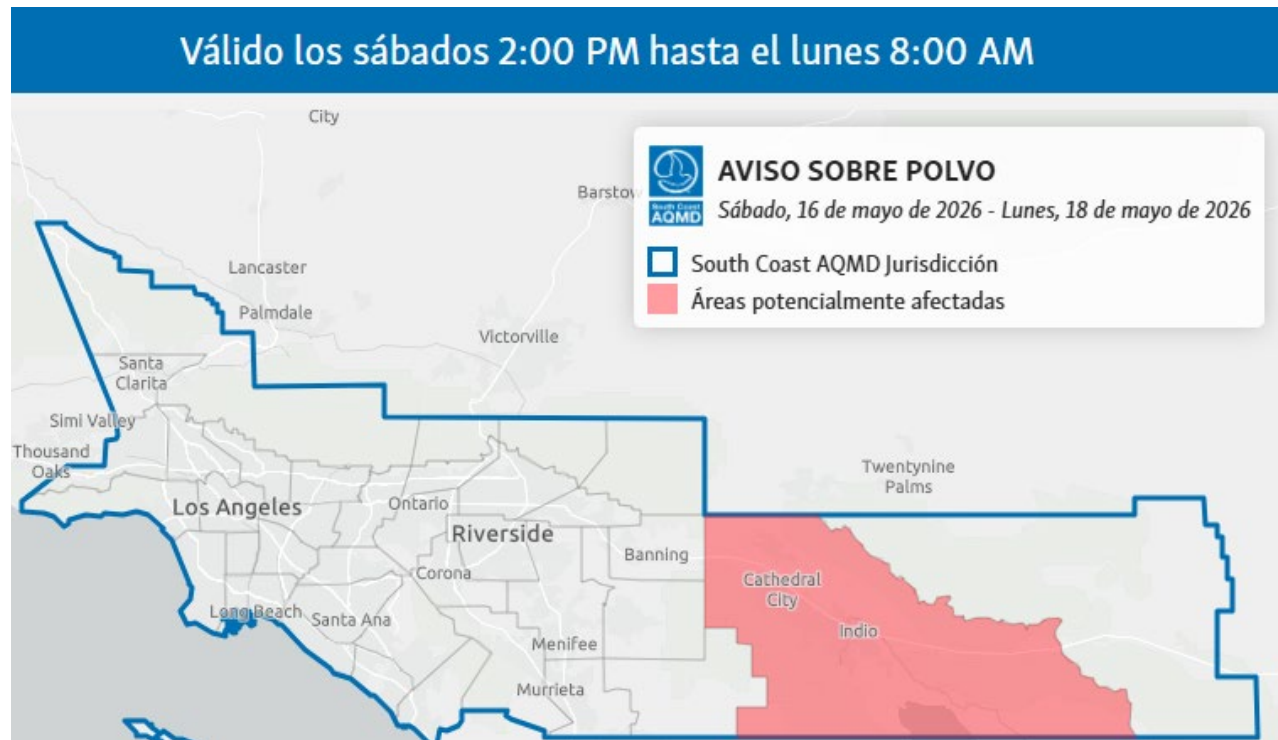 Válido los sábados 2:00 PM hasta el lunes 8:00 AM
City
AVISO SOBRE POLVO
Sábado, 16 de mayo de 2026 - Lunes, 18 de mayo de 2026
South Coast
AQMD
South Coast AQMD Jurisdicción
Áreas potencialmente afectadas
Barstow
Lancaster
Palmdale
Victorville
Santa
Clarita
Simi Valley
Thousand
Oaks
Twentynine
Palms
Los Angeles
Ontario
Riverside
Banning
Corona
Cathedral
City
Long Beach
Santa Ana
Indio
Menifee
Murrieta